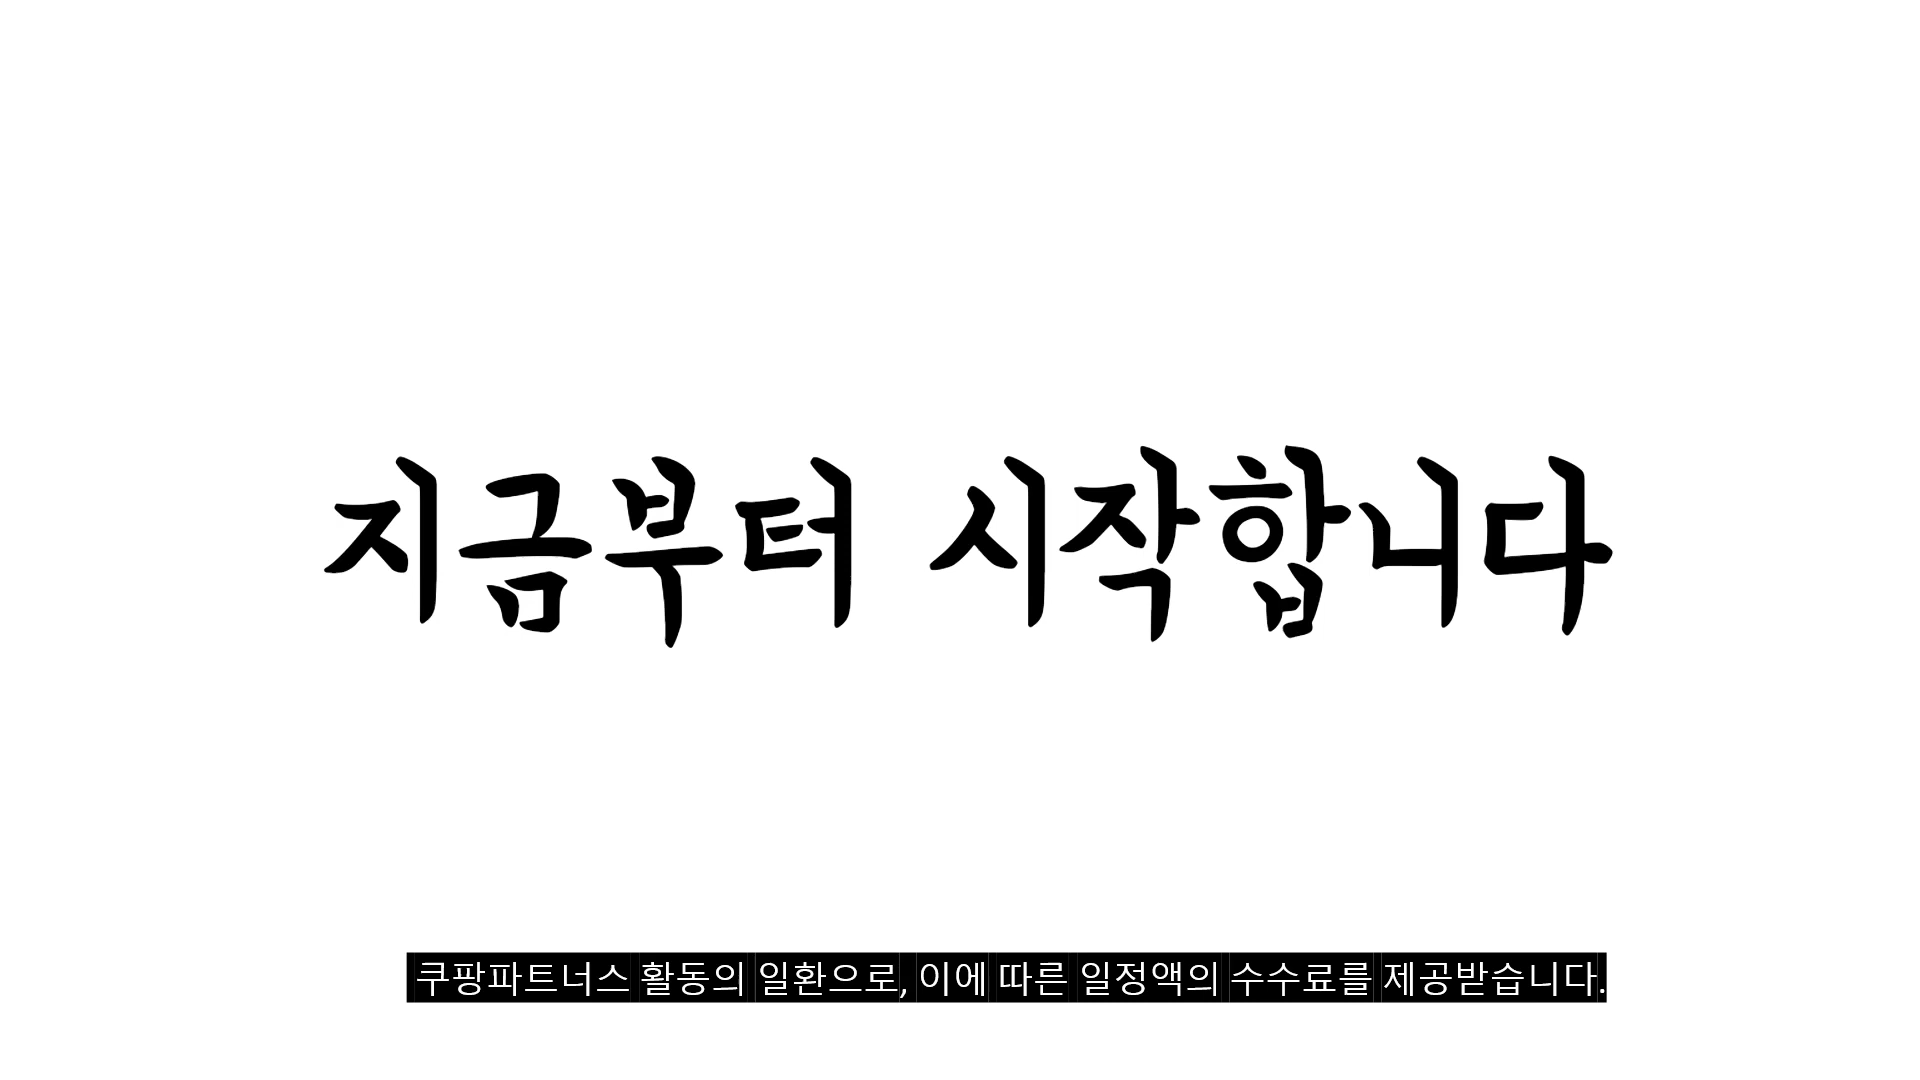 지금부터 시작합니다
쿠팡파트너스 활동의 일환으로, 이에 따른 일정액의 수수료를 제공받습니다.